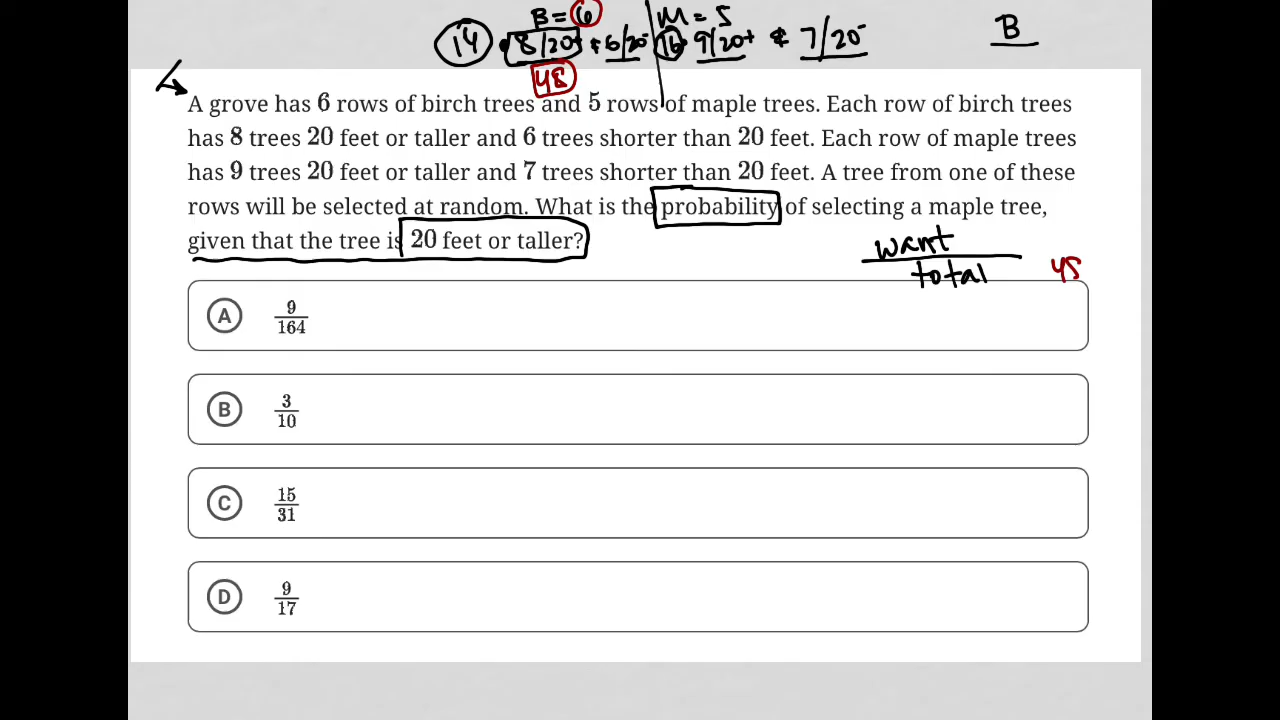 B = 6 M = 5
14 8/20+ & 6/20- 16 9/20+ & 7/20- B
48
A grove has 6 rows of birch trees and 5 rows of maple trees. Each row of birch trees
has 8 trees 20 feet or taller and 6 trees shorter than 20 feet. Each row of maple trees
has 9 trees 20 feet or taller and 7 trees shorter than 20 feet. A tree from one of these
rows will be selected at random. What is the probability of selecting a maple tree,
given that the tree is 20 feet or taller?
want
total
45
A 9/164
B 3/10
C 15/31
D 9/17